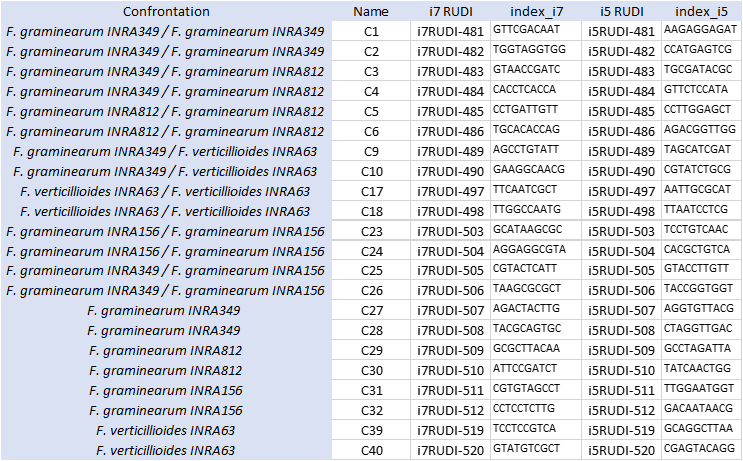 Confrontation Name i7 RUDI index_i7 i5 RUDI index_i5
F. graminearum INRA349 / F. graminearum INRA349 C1 i7RUDI-481 GTTCGACAAT i5RUDI-481 AAGAGGAGAT
F. graminearum INRA349 / F. graminearum INRA349 C2 i7RUDI-482 TGGTAGGTGG i5RUDI-482 CCATGAGTCG
F. graminearum INRA349 / F. graminearum INRA812 C3 i7RUDI-483 GTAACCGATC i5RUDI-483 TGCGATACGC
F. graminearum INRA349 / F. graminearum INRA812 C4 i7RUDI-484 CACCTCACCA i5RUDI-484 GTTCTCCATA
F. graminearum INRA812 / F. graminearum INRA812 C5 i7RUDI-485 CCTGATTGTT i5RUDI-485 CCTTGGAGCT
F. graminearum INRA812 / F. graminearum INRA812 C6 i7RUDI-486 TGCACACCAG i5RUDI-486 AGACGGTTGG
F. graminearum INRA349 / F. verticillioides INRA63 C9 i7RUDI-489 AGCCTGTATT i5RUDI-489 TAGCATCGAT
F. graminearum INRA349 / F. verticillioides INRA63 C10 i7RUDI-490 GAAGGCAACG i5RUDI-490 CGTATCTGCG
F. verticillioides INRA63 / F. verticillioides INRA63 C17 i7RUDI-497 TTCAATCGCT i5RUDI-497 AATTGCGCAT
F. verticillioides INRA63 / F. verticillioides INRA63 C18 i7RUDI-498 TTGGCCAATG i5RUDI-498 TTAATCCTCG
F. graminearum INRA156 / F. graminearum INRA156 C23 i7RUDI-503 GCATAAGCGC i5RUDI-503 TCCTGTCAAC
F. graminearum INRA156 / F. graminearum INRA156 C24 i7RUDI-504 AGGAGGCGTA i5RUDI-504 CACGCTGTCA
F. graminearum INRA349 / F. graminearum INRA156 C25 i7RUDI-505 CGTACTCATT i5RUDI-505 GTACCTTGTT
F. graminearum INRA349 / F. graminearum INRA156 C26 i7RUDI-506 TAAGCGCGCT i5RUDI-506 TACCGGTGGT
F. graminearum INRA349 C27 i7RUDI-507 AGACTACTTG i5RUDI-507 AGGTGTTACG
F. graminearum INRA349 C28 i7RUDI-508 TACGCAGTGC i5RUDI-508 CTAGGTTGAC
F. graminearum INRA812 C29 i7RUDI-509 GCGCTTACAA i5RUDI-509 GCCTAGATTA
F. graminearum INRA812 C30 i7RUDI-510 ATTCCGATCT i5RUDI-510 TATCAACTGG
F. graminearum INRA156 C31 i7RUDI-511 CGTGTAGCCT i5RUDI-511 TTGGAATGGT
F. graminearum INRA156 C32 i7RUDI-512 CCTCCTCTTG i5RUDI-512 GACAATAACG
F. verticillioides INRA63 C39 i7RUDI-519 TCCTCCGTCA i5RUDI-519 GCAGGCTTAA
F. verticillioides INRA63 C40 i7RUDI-520 GTATGTCGCT i5RUDI-520 CGAGTACAGG